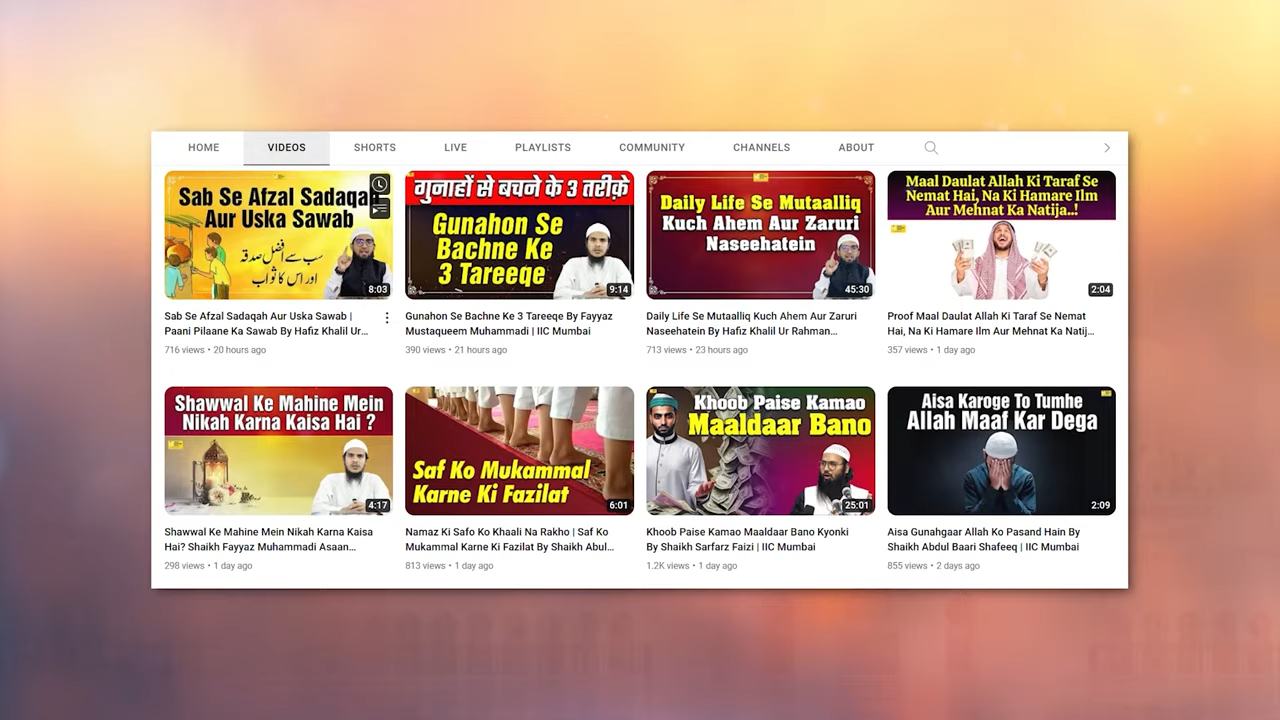 HOME VIDEOS SHORTS LIVE PLAYLISTS COMMUNITY CHANNELS ABOUT
Sab Se Afzal Sadaqah
Aur Uska Sawab
سب سے افضل صدقہ
اور اس کا ثواب
8:03
Sab Se Afzal Sadaqah Aur Uska Sawab |
Paani Pilaane Ka Sawab By Hafiz Khalil Ur...
716 views • 20 hours ago
गुनाहों से बचने के 3 तरीक़े
Gunahon Se
Bachne Ke
3 Tareeqe
9:14
Gunahon Se Bachne Ke 3 Tareeqe By Fayyaz
Mustaqueem Muhammadi | IIC Mumbai
390 views • 21 hours ago
Daily Life Se Mutaalliq
Kuch Ahem Aur Zaruri
Naseehatein
45:30
Daily Life Se Mutaalliq Kuch Ahem Aur Zaruri
Naseehatein By Hafiz Khalil Ur Rahman...
713 views • 23 hours ago
Maal Daulat Allah Ki Taraf Se
Nemat Hai, Na Ki Hamare Ilm
Aur Mehnat Ka Natija..!
2:04
Proof Maal Daulat Allah Ki Taraf Se Nemat
Hai, Na Ki Hamare Ilm Aur Mehnat Ka Natij...
357 views • 1 day ago
Shawwal Ke Mahine Mein
Nikah Karna Kaisa Hai ?
4:17
Shawwal Ke Mahine Mein Nikah Karna Kaisa
Hai? Shaikh Fayyaz Muhammadi Asaan...
298 views • 1 day ago
Saf Ko Mukammal
Karne Ki Fazilat
6:01
Namaz Ki Safo Ko Khaali Na Rakho | Saf Ko
Mukammal Karne Ki Fazilat By Shaikh Abul...
813 views • 1 day ago
Khoob Paise Kamao
Maaldaar Bano
25:01
Khoob Paise Kamao Maaldaar Bano Kyonki
By Shaikh Sarfarz Faizi | IIC Mumbai
1.2K views • 1 day ago
Aisa Karoge To Tumhe
Allah Maaf Kar Dega
2:09
Aisa Gunahgaar Allah Ko Pasand Hain By
Shaikh Abdul Baari Shafeeq | IIC Mumbai
855 views • 2 days ago